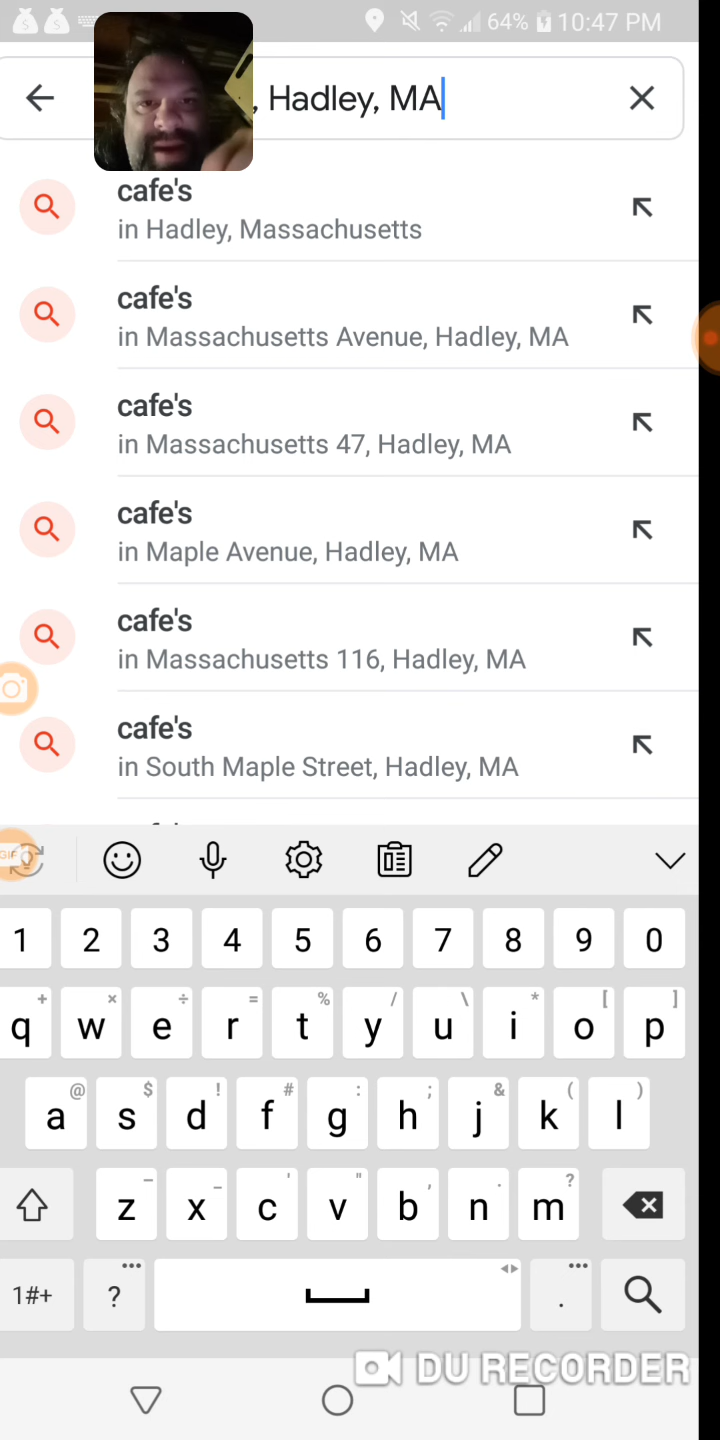 64% 10:47 PM
, Hadley, MA
cafe's
in Hadley, Massachusetts
cafe's
in Massachusetts Avenue, Hadley, MA
cafe's
in Massachusetts 47, Hadley, MA
cafe's
in Maple Avenue, Hadley, MA
cafe's
in Massachusetts 116, Hadley, MA
cafe's
in South Maple Street, Hadley, MA
GIF
1 2 3 4 5 6 7 8 9 0
+ × ÷ = % / \ * [ ]
q w e r t y u i o p
@ $ ! # : ; & ( )
a s d f g h j k l
– _ ' " , . ?
z x c v b n m
1#+ ? .
DU RECORDER